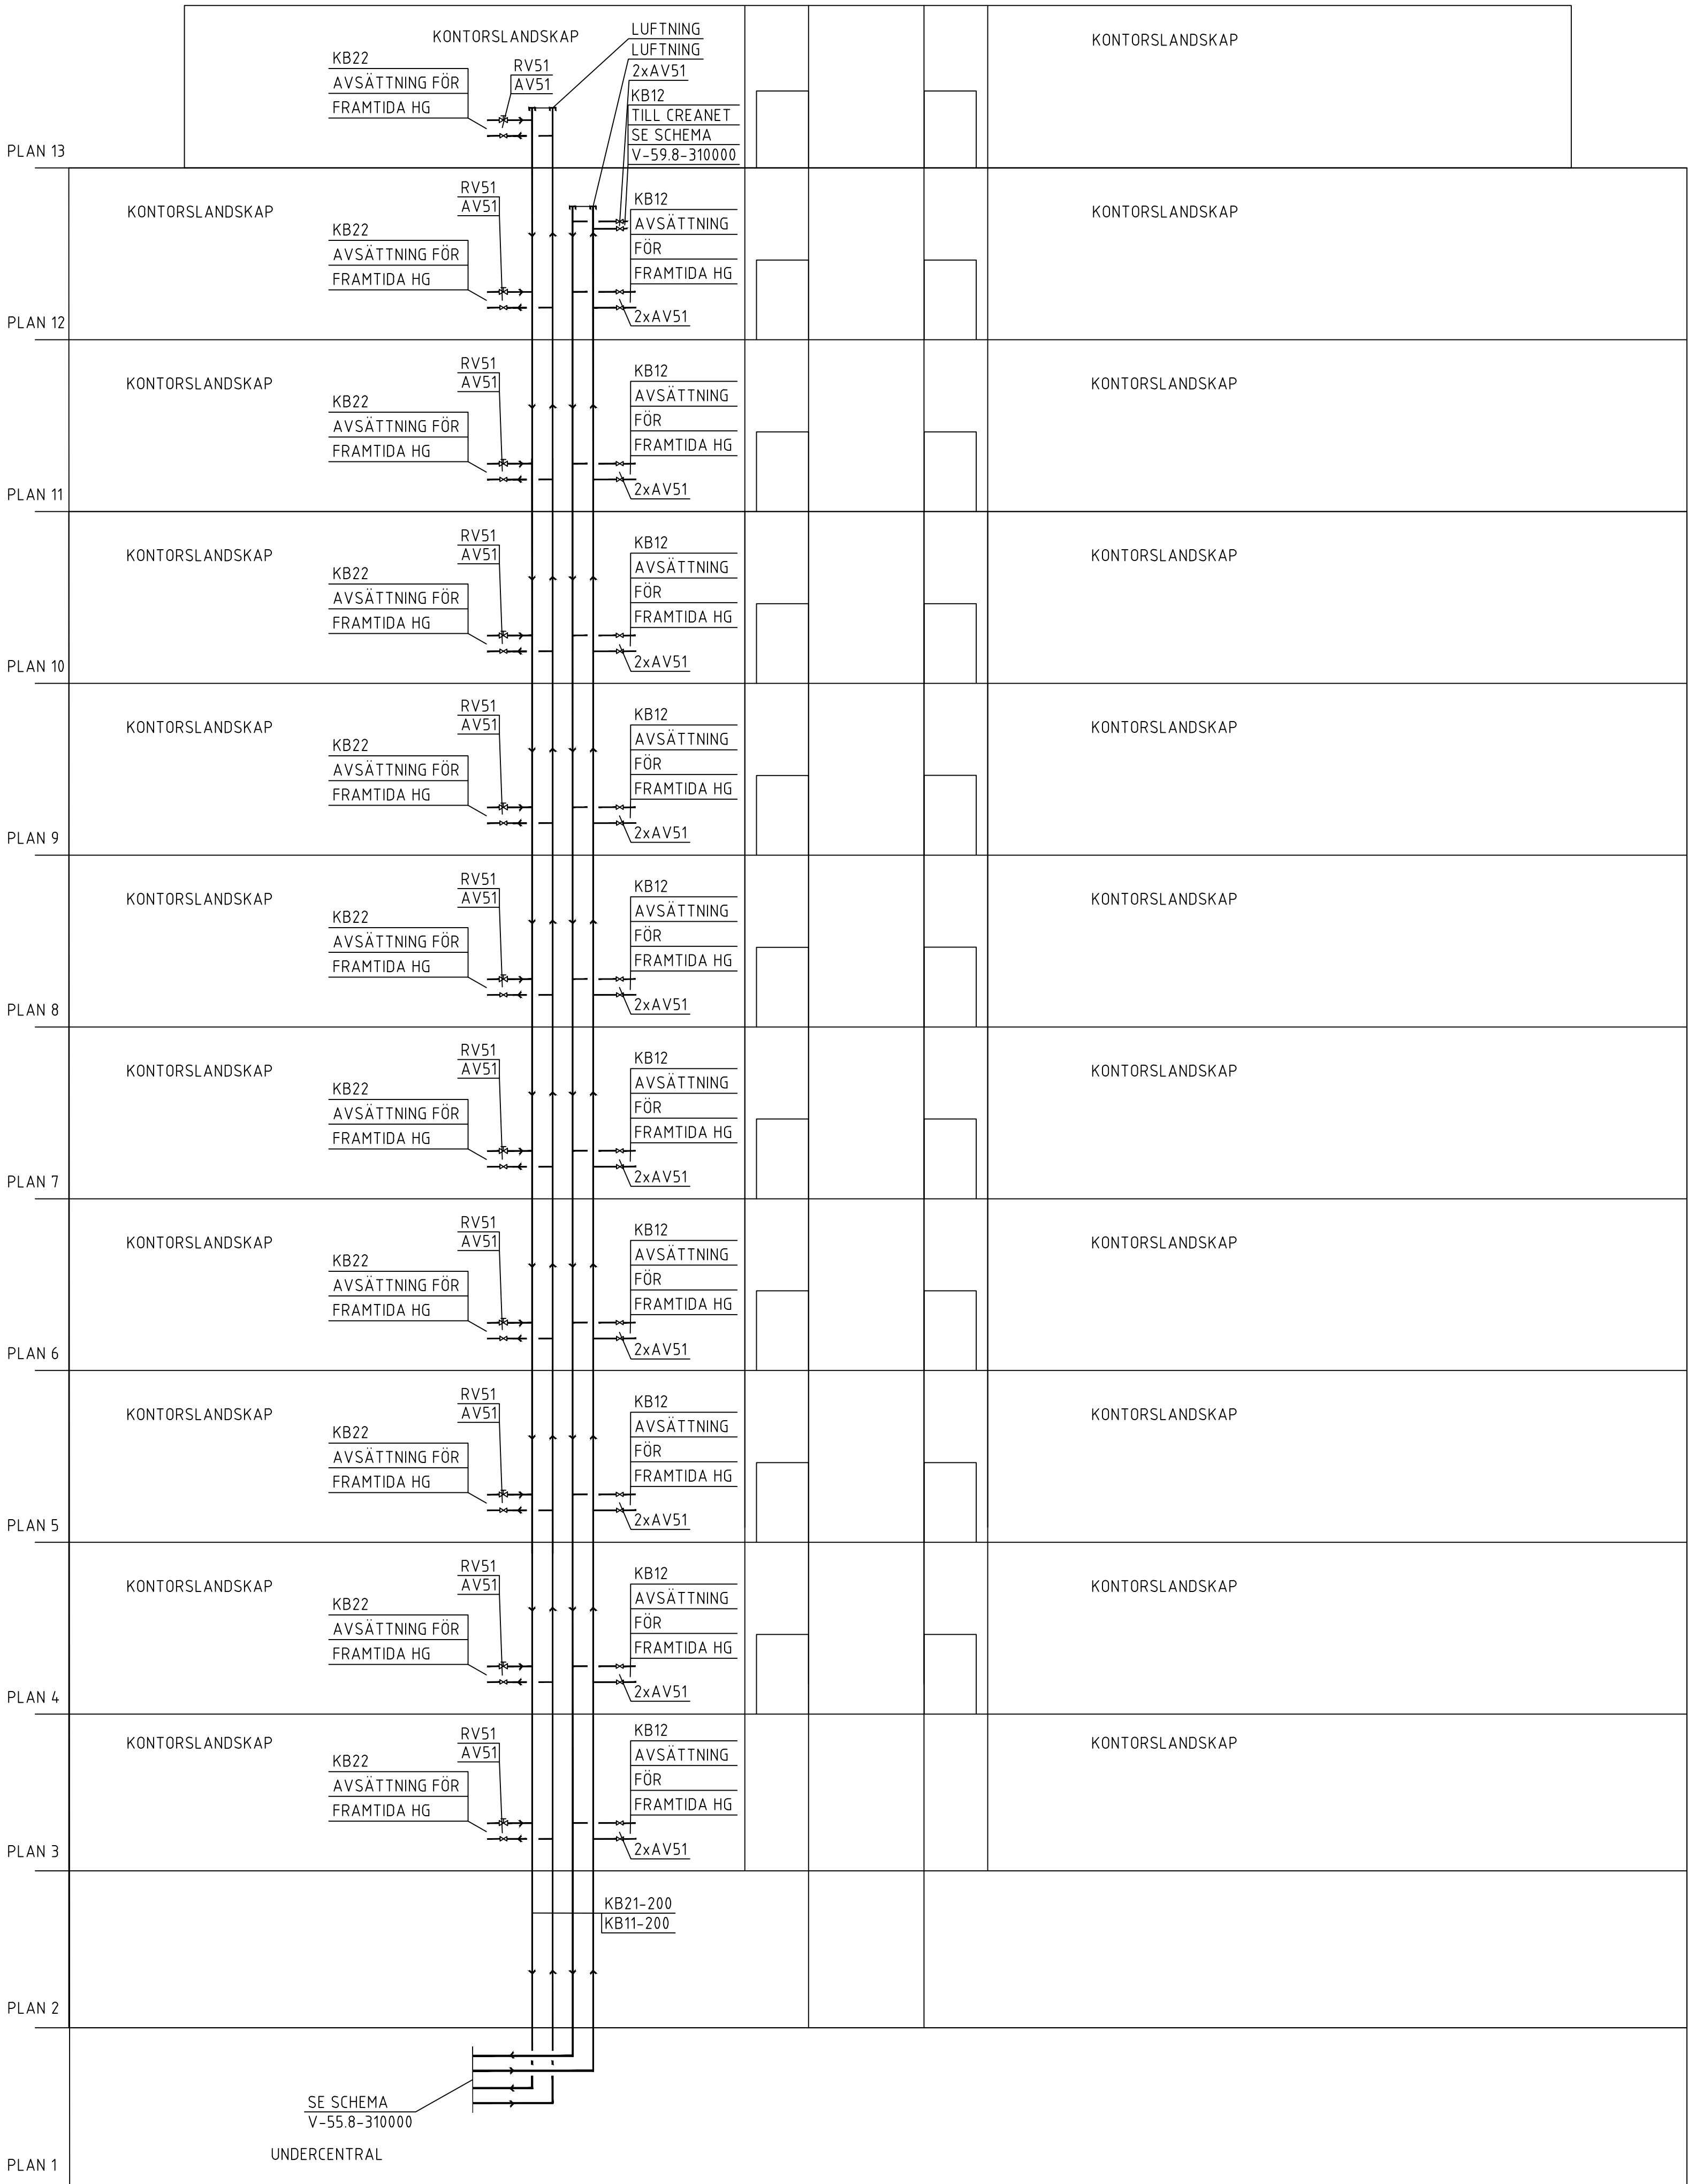 KONTORSLANDSKAP
LUFTNING
LUFTNING
2xAV51
KB12
TILL CREANET
SE SCHEMA
V-59.8-310000
KB22
AVSÄTTNING FÖR
FRAMTIDA HG
RV51
AV51
KONTORSLANDSKAP
PLAN 13
KONTORSLANDSKAP
RV51
AV51
KB22
AVSÄTTNING FÖR
FRAMTIDA HG
KB12
AVSÄTTNING
FÖR
FRAMTIDA HG
2xAV51
KONTORSLANDSKAP
PLAN 12
KONTORSLANDSKAP
RV51
AV51
KB22
AVSÄTTNING FÖR
FRAMTIDA HG
KB12
AVSÄTTNING
FÖR
FRAMTIDA HG
2xAV51
KONTORSLANDSKAP
PLAN 11
KONTORSLANDSKAP
RV51
AV51
KB22
AVSÄTTNING FÖR
FRAMTIDA HG
KB12
AVSÄTTNING
FÖR
FRAMTIDA HG
2xAV51
KONTORSLANDSKAP
PLAN 10
KONTORSLANDSKAP
RV51
AV51
KB22
AVSÄTTNING FÖR
FRAMTIDA HG
KB12
AVSÄTTNING
FÖR
FRAMTIDA HG
2xAV51
KONTORSLANDSKAP
PLAN 9
KONTORSLANDSKAP
RV51
AV51
KB22
AVSÄTTNING FÖR
FRAMTIDA HG
KB12
AVSÄTTNING
FÖR
FRAMTIDA HG
2xAV51
KONTORSLANDSKAP
PLAN 8
KONTORSLANDSKAP
RV51
AV51
KB22
AVSÄTTNING FÖR
FRAMTIDA HG
KB12
AVSÄTTNING
FÖR
FRAMTIDA HG
2xAV51
KONTORSLANDSKAP
PLAN 7
KONTORSLANDSKAP
RV51
AV51
KB22
AVSÄTTNING FÖR
FRAMTIDA HG
KB12
AVSÄTTNING
FÖR
FRAMTIDA HG
2xAV51
KONTORSLANDSKAP
PLAN 6
KONTORSLANDSKAP
RV51
AV51
KB22
AVSÄTTNING FÖR
FRAMTIDA HG
KB12
AVSÄTTNING
FÖR
FRAMTIDA HG
2xAV51
KONTORSLANDSKAP
PLAN 5
KONTORSLANDSKAP
RV51
AV51
KB22
AVSÄTTNING FÖR
FRAMTIDA HG
KB12
AVSÄTTNING
FÖR
FRAMTIDA HG
2xAV51
KONTORSLANDSKAP
PLAN 4
KONTORSLANDSKAP
RV51
AV51
KB22
AVSÄTTNING FÖR
FRAMTIDA HG
KB12
AVSÄTTNING
FÖR
FRAMTIDA HG
2xAV51
KONTORSLANDSKAP
PLAN 3
KB21-200
KB11-200
PLAN 2
SE SCHEMA
V-55.8-310000
UNDERCENTRAL
PLAN 1